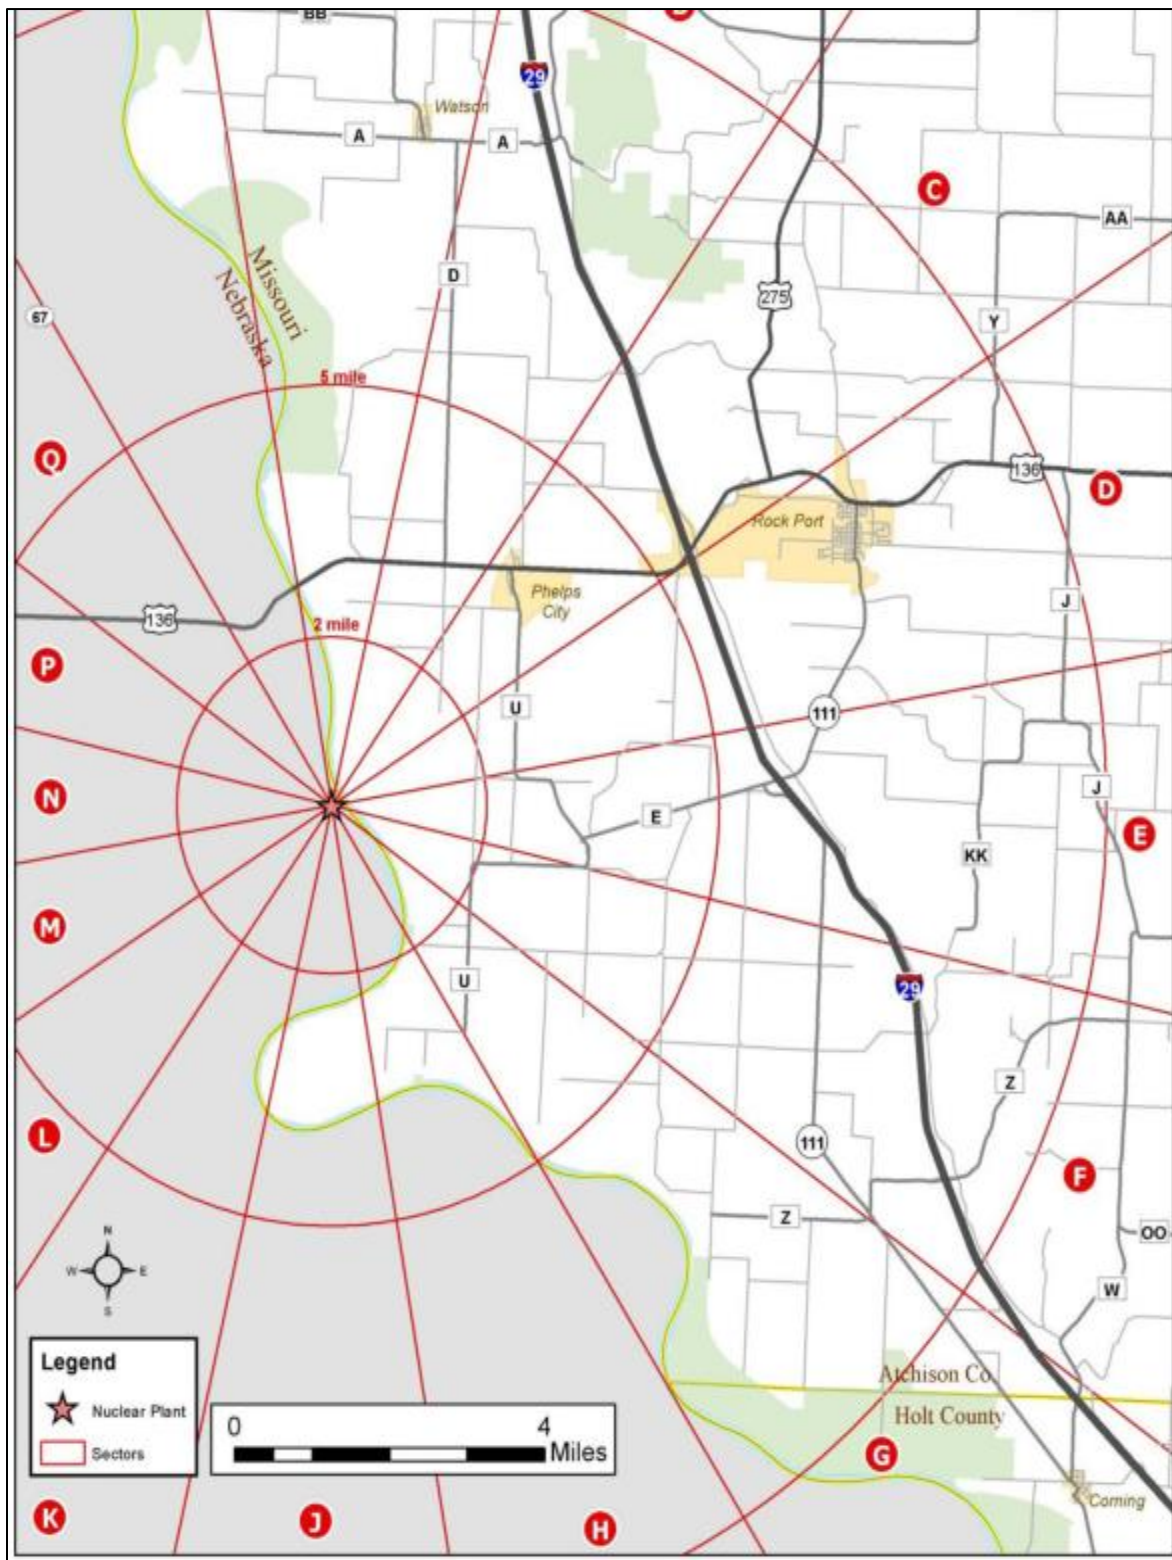 BB
29
Watson
A
A
C
AA
Missouri
Nebraska
D
275
67
Y
5 mile
Q
136
D
Rock Port
Phelps
City
J
136
2 mile
P
U
111
N
J
E
E
KK
M
U
29
Z
L
111
F
Z
OO
W
N
W
E
S
Legend
Nuclear Plant
Sectors
0
4
Miles
Atchison Co
Holt County
G
K
J
H
Corning